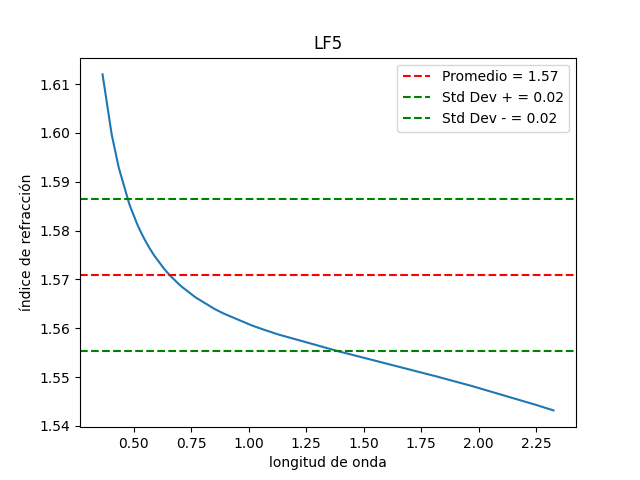 LF5
Promedio = 1.57
Std Dev + = 0.02
Std Dev - = 0.02
índice de refracción
1.61
1.60
1.59
1.58
1.57
1.56
1.55
1.54
0.50
0.75
1.00
1.25
1.50
1.75
2.00
2.25
longitud de onda